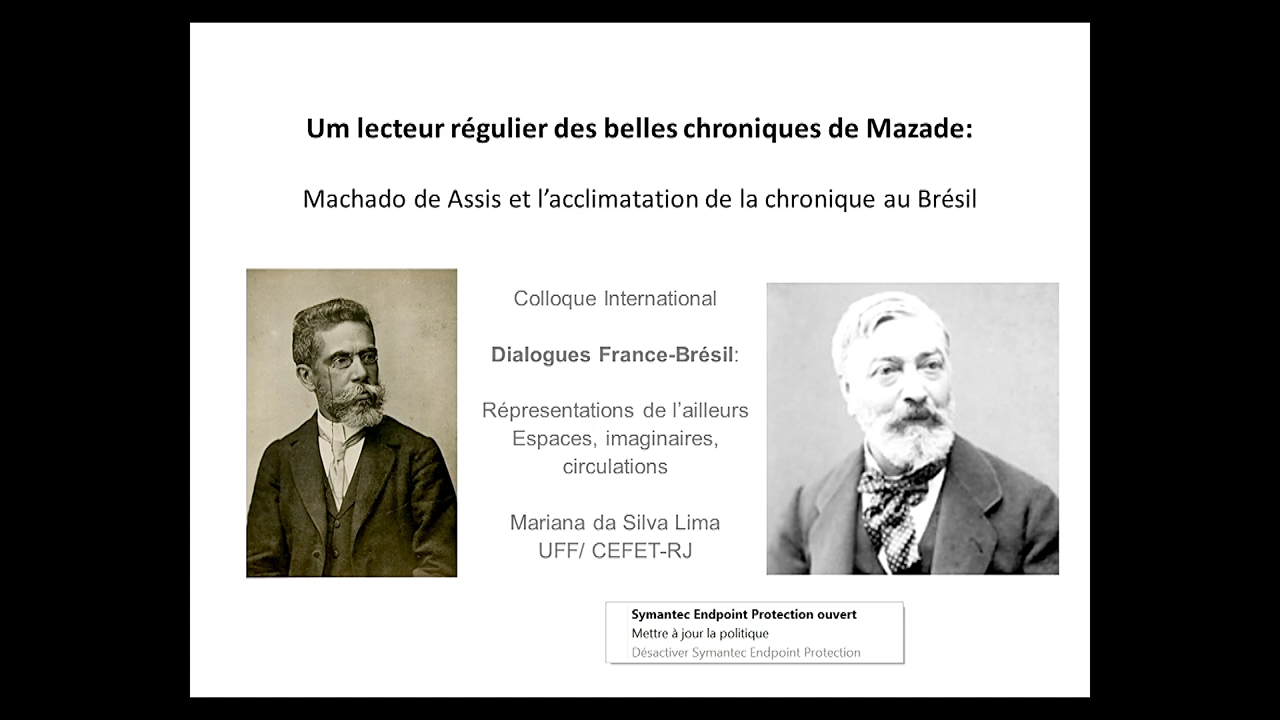 Um lecteur régulier des belles chroniques de Mazade:
Machado de Assis et l’acclimatation de la chronique au Brésil
Colloque International
Dialogues France-Brésil:
Répresentations de l’ailleurs
Espaces, imaginaires,
circulations
Mariana da Silva Lima
UFF/ CEFET-RJ
Symantec Endpoint Protection ouvert
Mettre à jour la politique
Désactiver Symantec Endpoint Protection